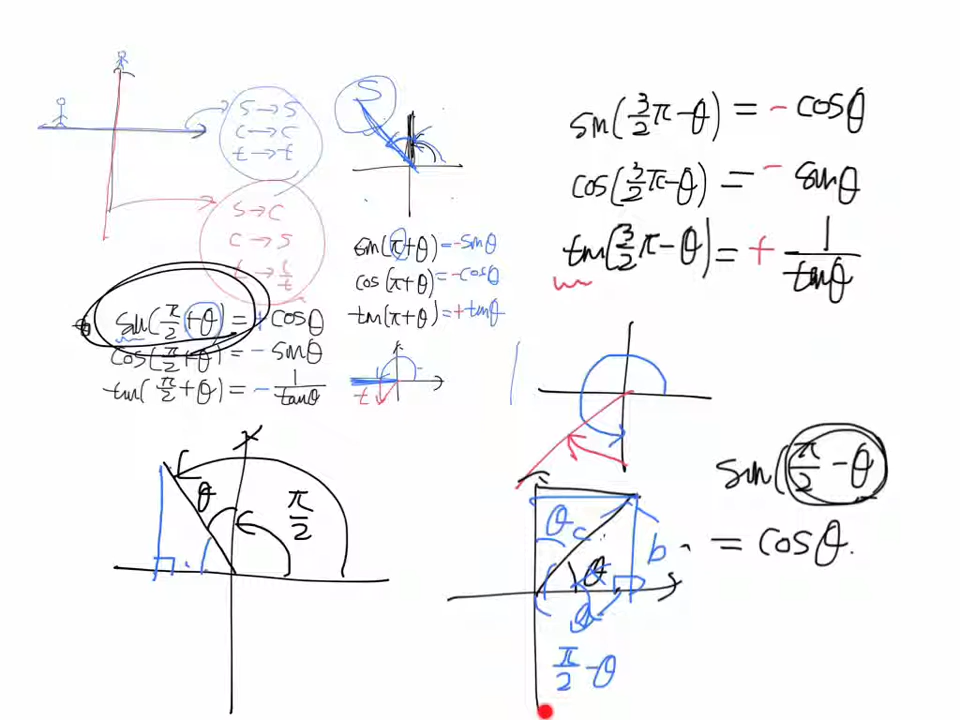 S→S
C→C
t→t
S→C
C→S
t→1/t
S
sin(π/2+θ) = + cosθ
cos(π/2+θ) = - sinθ
tan(π/2+θ) = - 1/tanθ
sin(π+θ) = -sinθ
cos(π+θ) = -cosθ
tan(π+θ) = +tanθ
t
sin(3/2π-θ) = - cosθ
cos(3/2π-θ) = - sinθ
tan(3/2π-θ) = + 1/tanθ
θ
π/2
θ
c
b
θ
a
π/2-θ
sin(π/2-θ)
= cosθ.